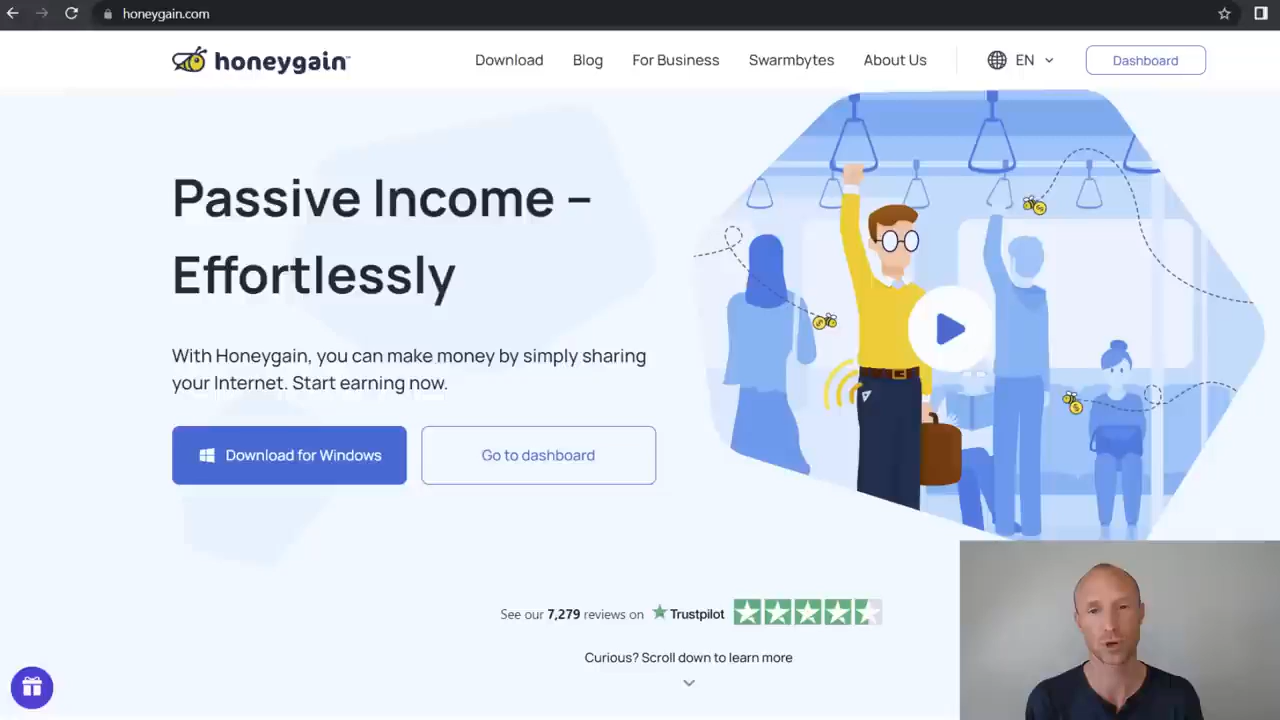 honeygain.com
honeygain
Download Blog For Business Swarmbytes About Us EN Dashboard
Passive Income –
Effortlessly
With Honeygain, you can make money by simply sharing
your Internet. Start earning now.
Download for Windows Go to dashboard
See our 7,279 reviews on Trustpilot
Curious? Scroll down to learn more